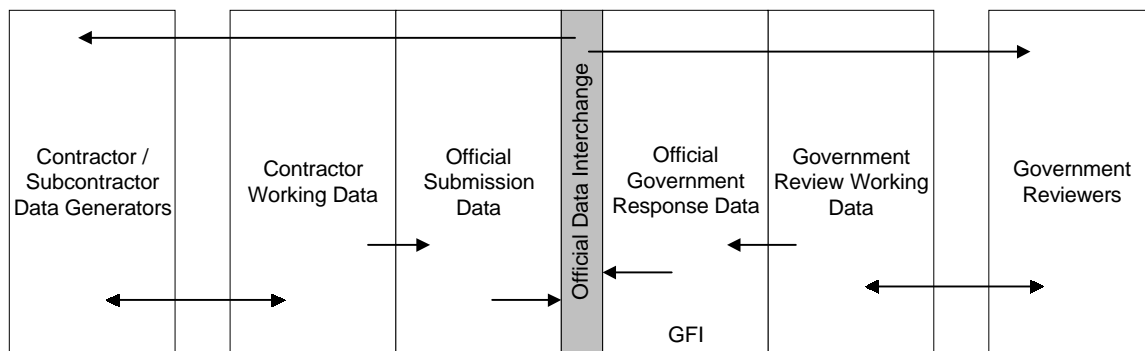 Contractor /
Subcontractor
Data Generators
Contractor
Working Data
Official
Submission
Data
Official Data Interchange
Official
Government
Response Data
GFI
Government
Review Working
Data
Government
Reviewers